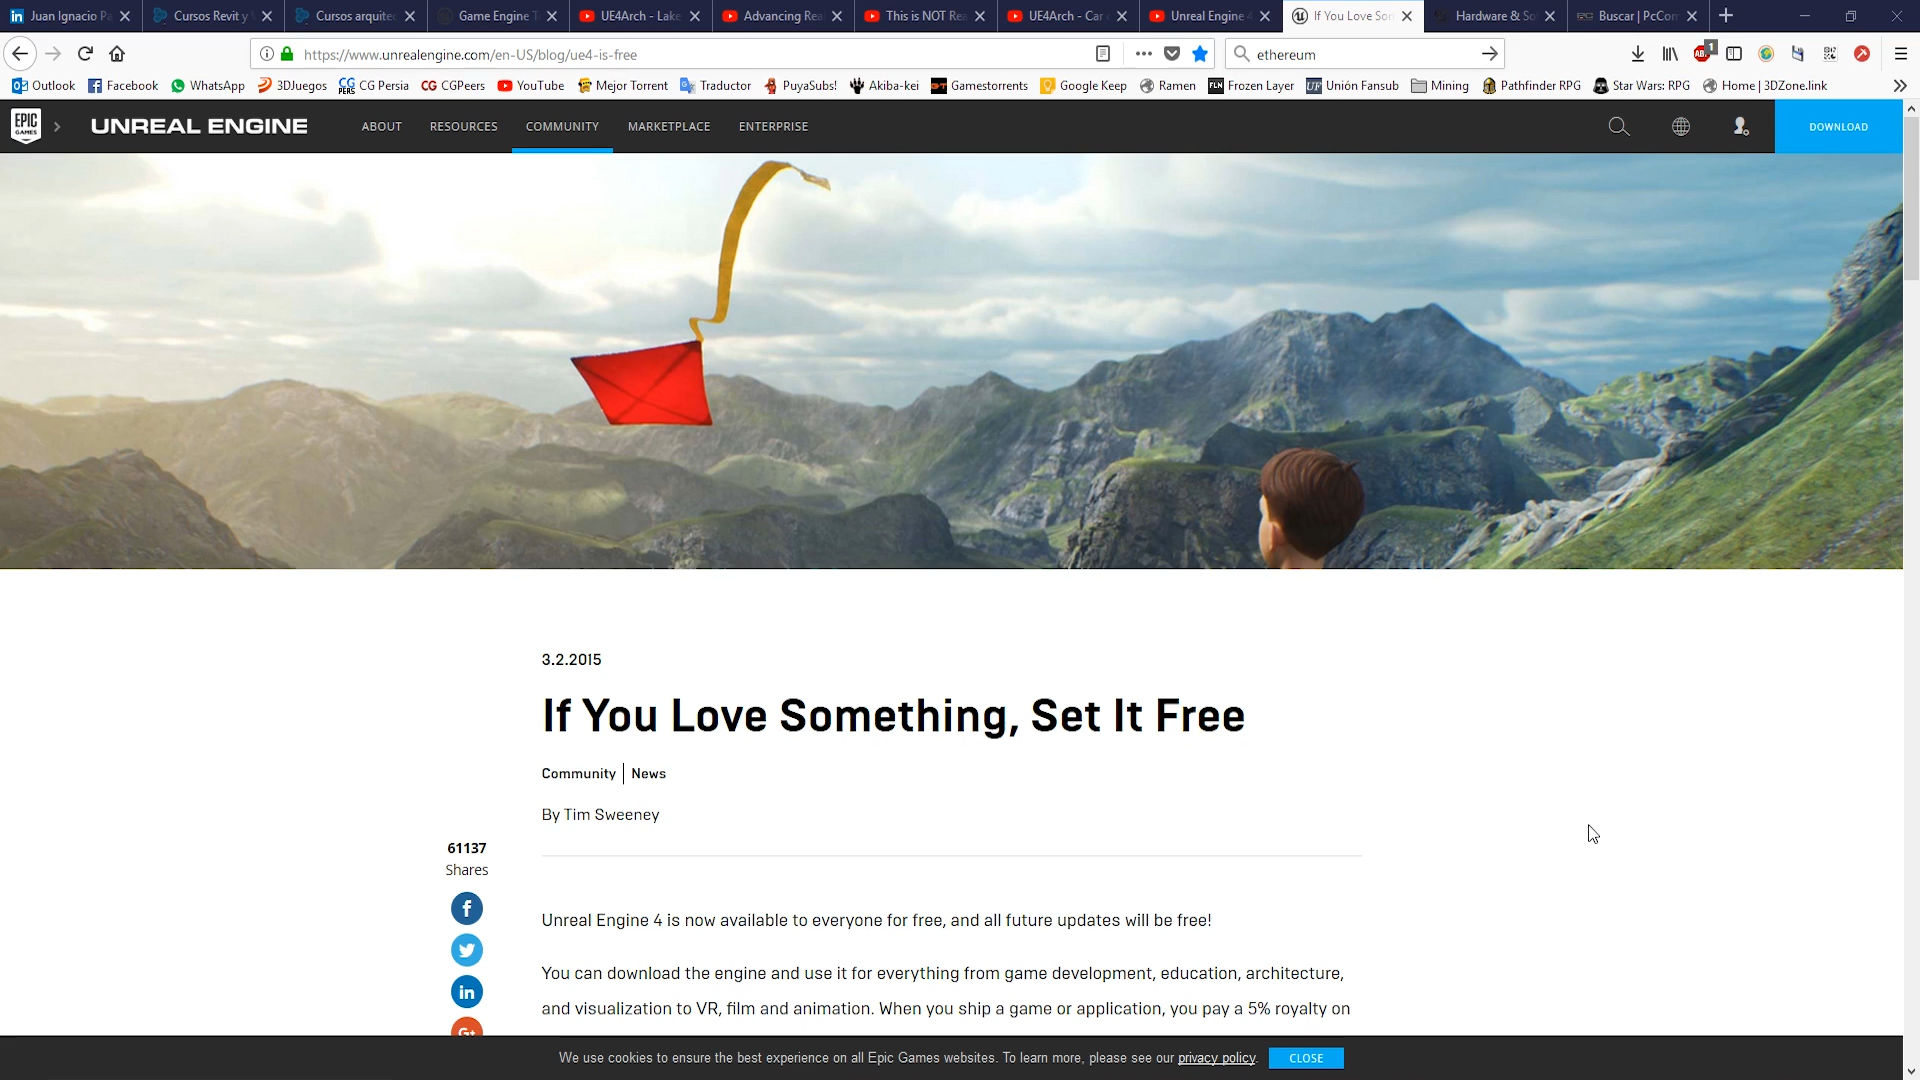 Juan Ignacio Pa
Cursos Revit y
Cursos arquitec
Game Engine T
UE4Arch - Lake
Advancing Rea
This is NOT Rea
UE4Arch - Car
Unreal Engine 4
If You Love Som
Hardware & So
Buscar | PcCom
https://www.unrealengine.com/en-US/blog/ue4-is-free
ethereum
1
Outlook
Facebook
WhatsApp
3DJuegos
CG Persia
CGPeers
YouTube
Mejor Torrent
Traductor
PuyaSubs!
Akiba-kei
Gamestorrents
Google Keep
Ramen
Frozen Layer
Unión Fansub
Mining
Pathfinder RPG
Star Wars: RPG
Home | 3DZone.link
EPIC GAMES
UNREAL ENGINE
ABOUT
RESOURCES
COMMUNITY
MARKETPLACE
ENTERPRISE
DOWNLOAD
3.2.2015
If You Love Something, Set It Free
Community | News
By Tim Sweeney
61137
Shares
Unreal Engine 4 is now available to everyone for free, and all future updates will be free!
You can download the engine and use it for everything from game development, education, architecture,
and visualization to VR, film and animation. When you ship a game or application, you pay a 5% royalty on
We use cookies to ensure the best experience on all Epic Games websites. To learn more, please see our privacy policy.
CLOSE